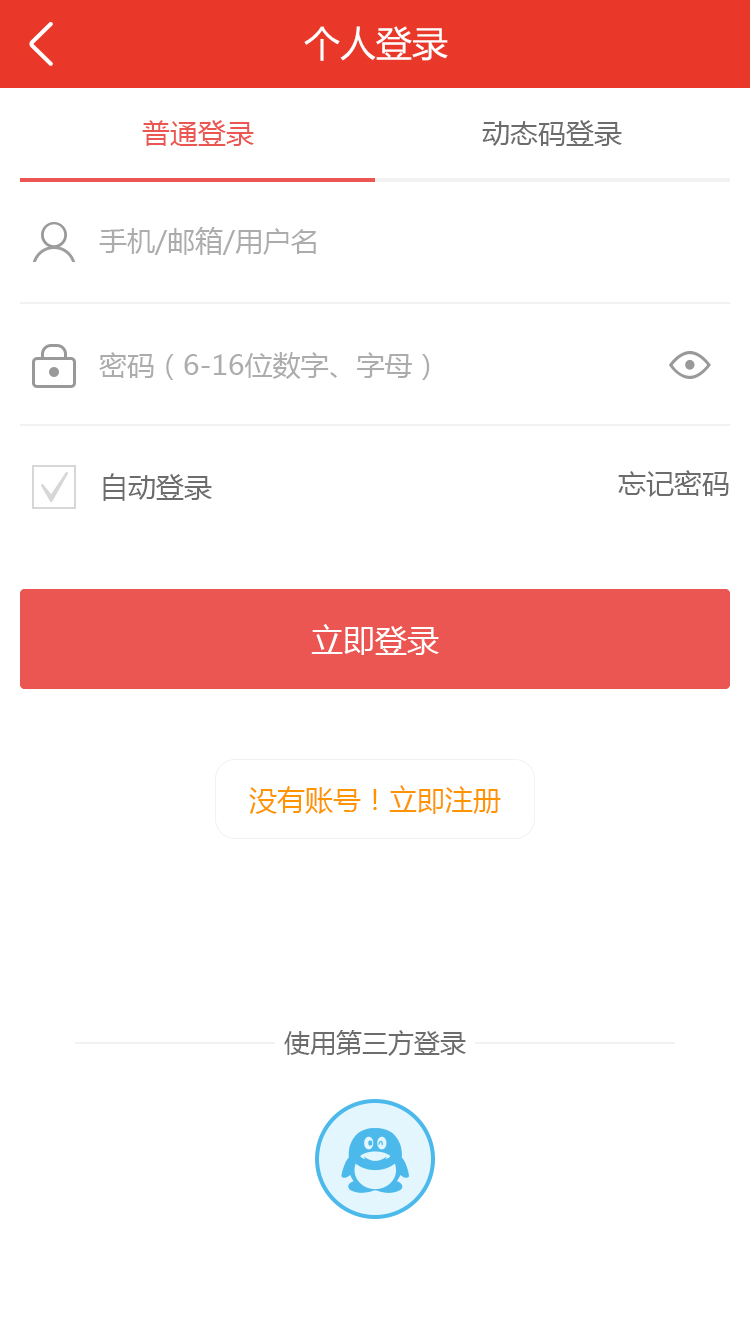 个人登录
普通登录
动态码登录
手机/邮箱/用户名
密码（6-16位数字、字母）
自动登录
忘记密码
立即登录
没有账号！立即注册
使用第三方登录